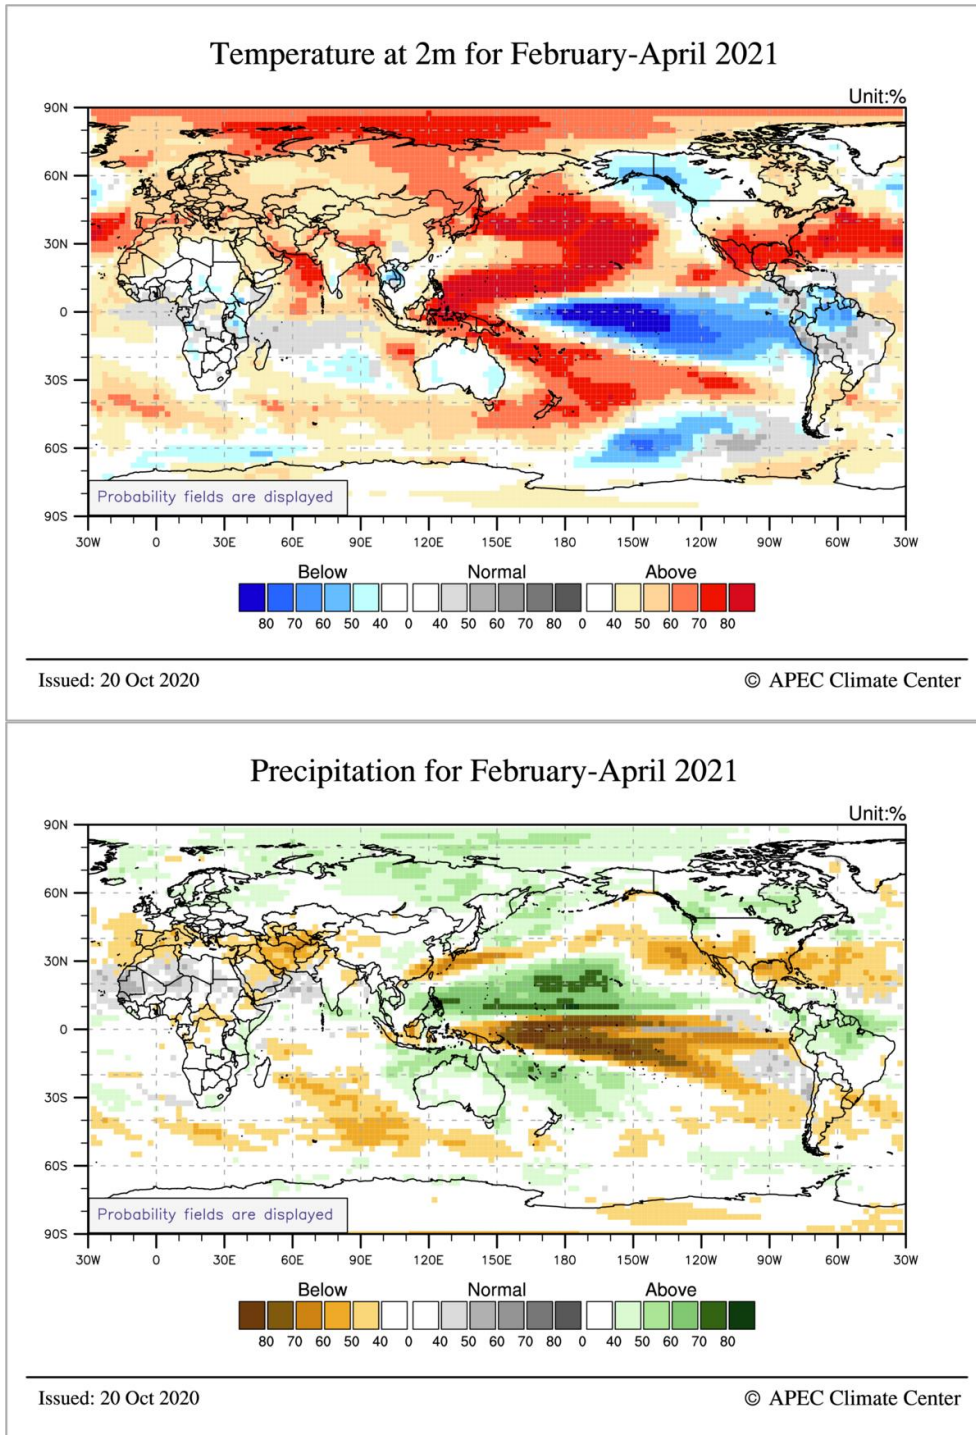 Temperature at 2m for February-April 2021
Unit:%
90N
60N
30N
0
30S
60S
90S
Probability fields are displayed
30W 0 30E 60E 90E 120E 150E 180 150W 120W 90W 60W 30W
Below Normal Above
80 70 60 50 40 0 40 50 60 70 80 0 40 50 60 70 80
Issued: 20 Oct 2020 © APEC Climate Center
Precipitation for February-April 2021
Unit:%
90N
60N
30N
0
30S
60S
90S
Probability fields are displayed
30W 0 30E 60E 90E 120E 150E 180 150W 120W 90W 60W 30W
Below Normal Above
80 70 60 50 40 0 40 50 60 70 80 0 40 50 60 70 80
Issued: 20 Oct 2020 © APEC Climate Center